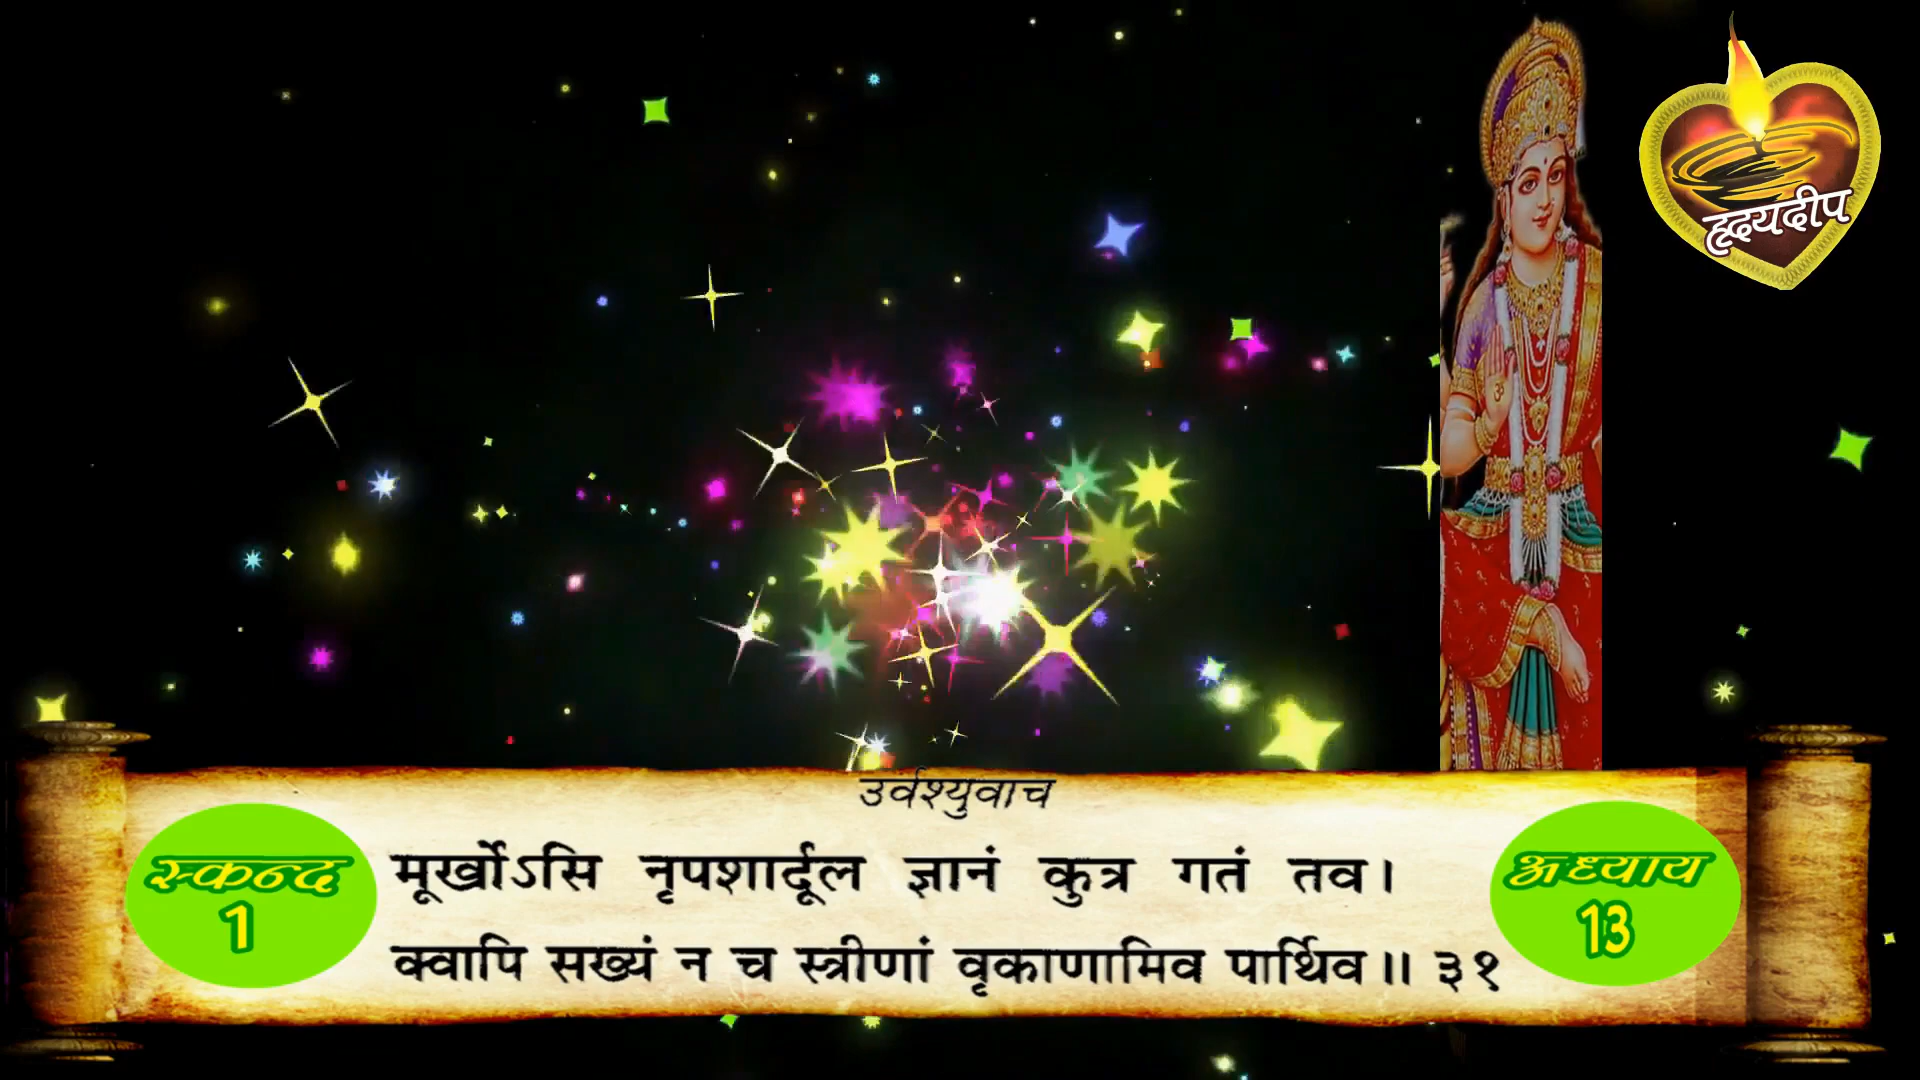 हृदयदीप
उर्वश्युवाच
स्कन्द
1
मूर्खोऽसि नृपशार्दूल ज्ञानं कुत्र गतं तव।
क्वापि सख्यं न च स्त्रीणां वृकाणामिव पार्थिव॥ ३१
अध्याय
13